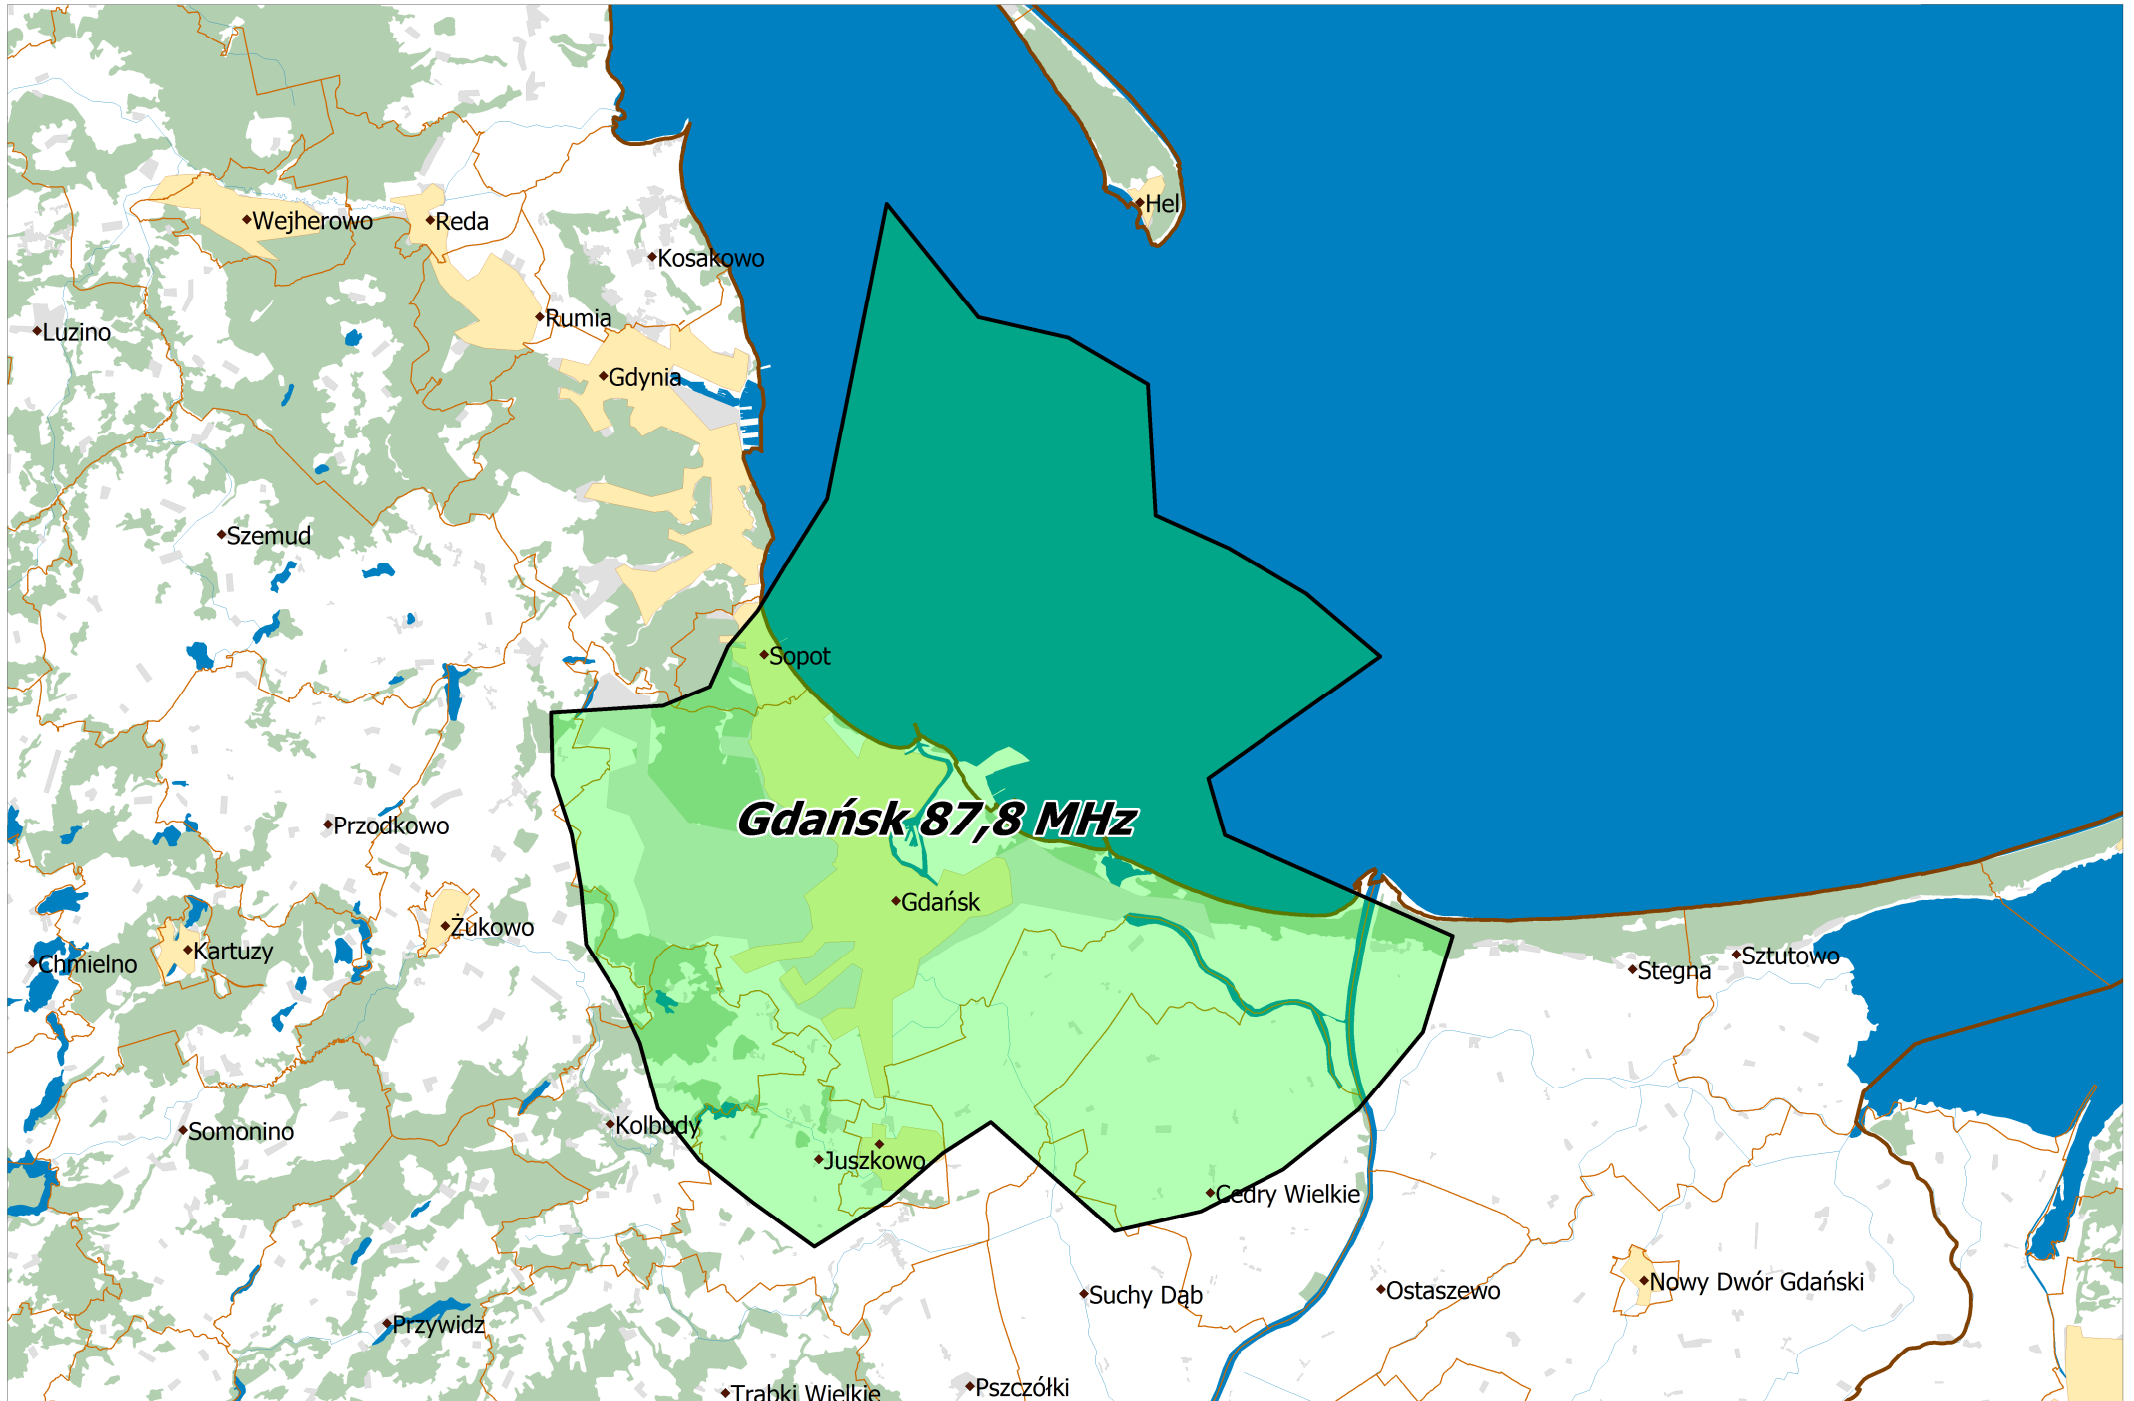 Hel
Wejherowo
Reda
Kosakowo
Luzino
Rumia
Gdynia
Szemud
Sopot
Gdańsk 87,8 MHz
Przodkowo
Gdańsk
Żukowo
Kartuzy
Chmielno
Sztutowo
Stegna
Kolbudy
Somonino
Juszkowo
Cedry Wielkie
Nowy Dwór Gdański
Suchy Dąb
Ostaszewo
Przywidz
Pszczółki
Trąbki Wielkie